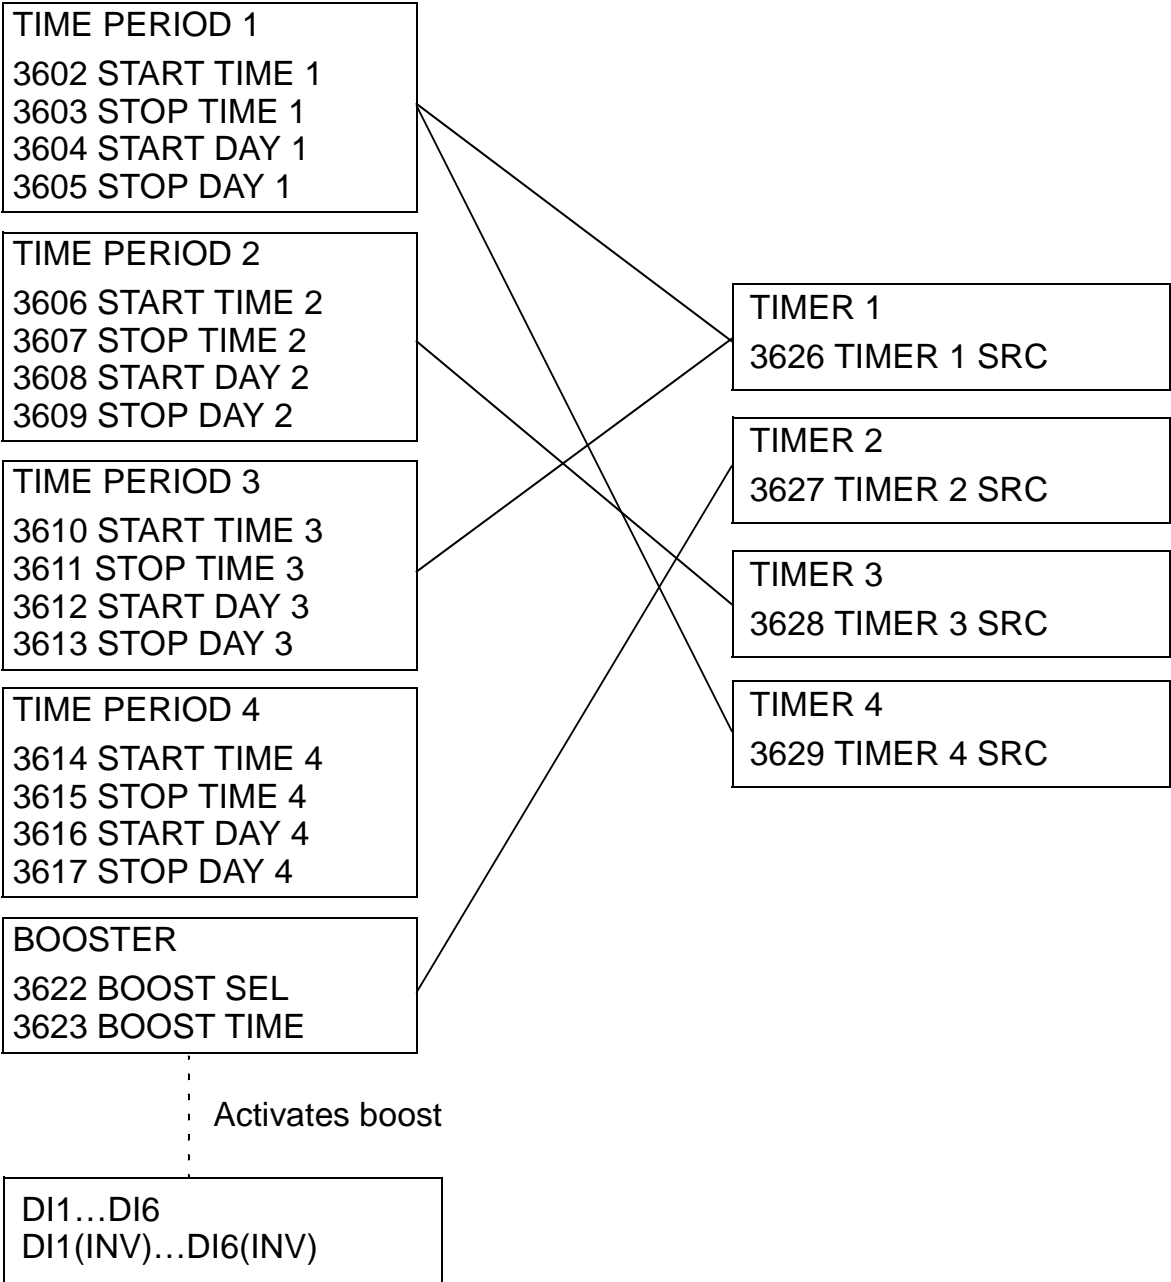 TIME PERIOD 1
3602 START TIME 1
3603 STOP TIME 1
3604 START DAY 1
3605 STOP DAY 1
TIME PERIOD 2
3606 START TIME 2
3607 STOP TIME 2
3608 START DAY 2
3609 STOP DAY 2
TIME PERIOD 3
3610 START TIME 3
3611 STOP TIME 3
3612 START DAY 3
3613 STOP DAY 3
TIME PERIOD 4
3614 START TIME 4
3615 STOP TIME 4
3616 START DAY 4
3617 STOP DAY 4
BOOSTER
3622 BOOST SEL
3623 BOOST TIME
Activates boost
DI1…DI6
DI1(INV)…DI6(INV)
TIMER 1
3626 TIMER 1 SRC
TIMER 2
3627 TIMER 2 SRC
TIMER 3
3628 TIMER 3 SRC
TIMER 4
3629 TIMER 4 SRC